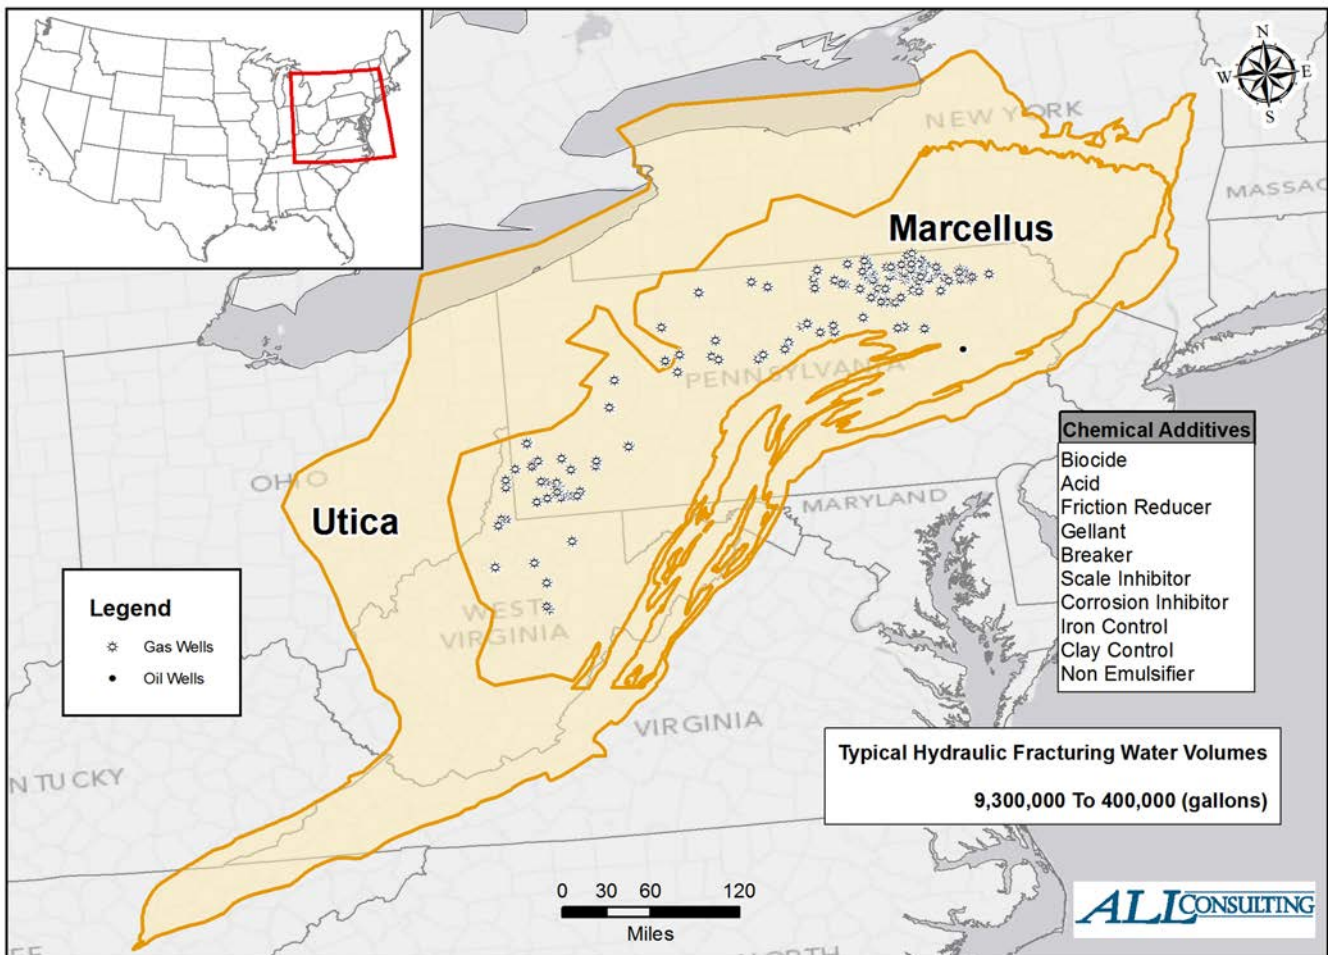 N
W E
S
NEW YORK
MASSAC
Marcellus
PENNSYLVANIA
OHIO
Utica
MARYLAND
WEST
VIRGINIA
VIRGINIA
NTUCKY
EE
NORTH
Chemical Additives
Biocide
Acid
Friction Reducer
Gellant
Breaker
Scale Inhibitor
Corrosion Inhibitor
Iron Control
Clay Control
Non Emulsifier
Legend
Gas Wells
Oil Wells
Typical Hydraulic Fracturing Water Volumes
9,300,000 To 400,000 (gallons)
0 30 60 120
Miles
ALL CONSULTING